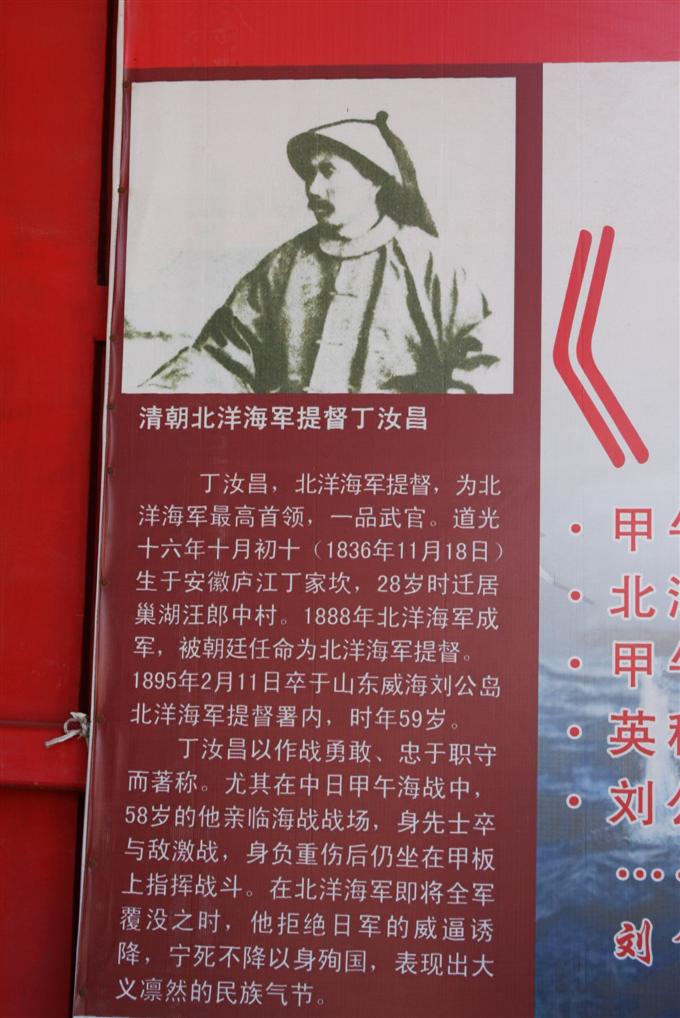 清朝北洋海军提督丁汝昌
丁汝昌，北洋海军提督，为北
洋海军最高首领，一品武官。道光
十六年十月初十（1836年11月18日）
生于安徽庐江丁家坎，28岁时迁居
巢湖汪郎中村。1888年北洋海军成
军，被朝廷任命为北洋海军提督。
1895年2月11日卒于山东威海刘公岛
北洋海军提督署内，时年59岁。
丁汝昌以作战勇敢、忠于职守
而著称。尤其在中日甲午海战中，
58岁的他亲临海战战场，身先士卒
与敌激战，身负重伤后仍坐在甲板
上指挥战斗。在北洋海军即将全军
覆没之时，他拒绝日军的威逼诱
降，宁死不降以身殉国，表现出大
义凛然的民族气节。
《
· 甲午
· 北洋
· 甲午
· 英
· 刘公
……
刘